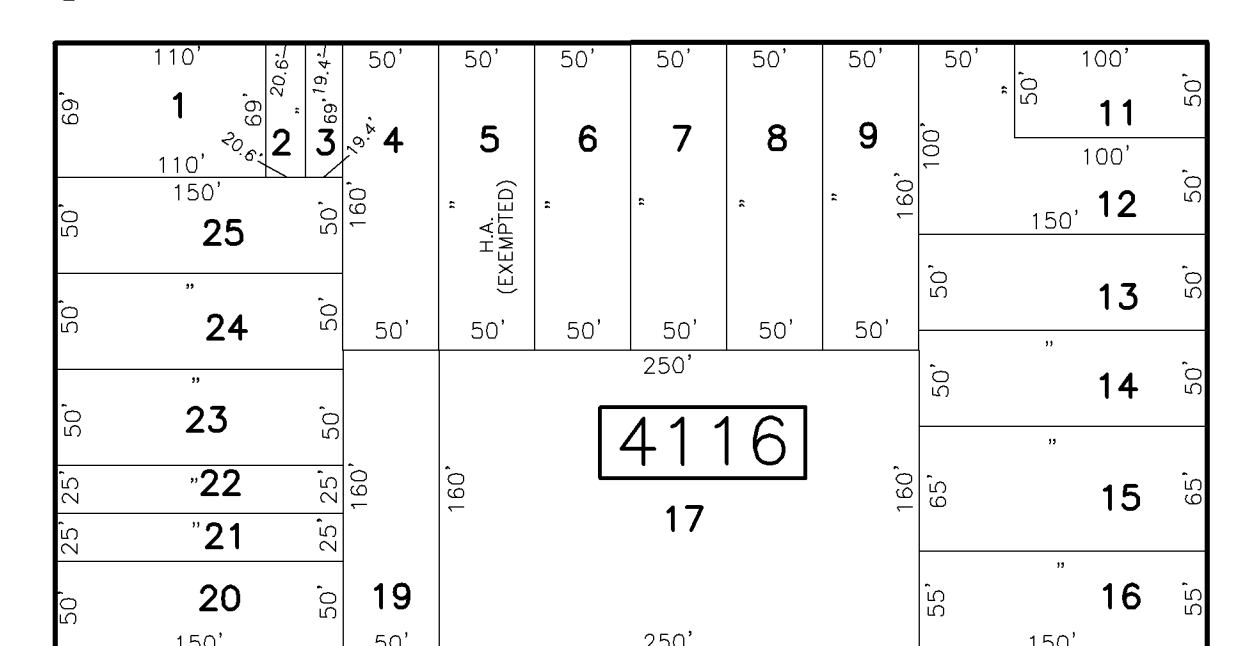 110' 20.6' 19.4' 50' 50' 50' 50' 50' 50' 50' 100'
69' 1 69' " 69' " 50' 11 50'
20.6' 2 3 19.4' 4 5 6 7 8 9 100'
110' 100'
150' 160' " " " " " 160' 12 50'
50' 25 50' H.A. 150'
(EXEMPTED)
" 50' 13 50'
50' 24 50' 50' 50' 50' 50' 50' 50'
" 250' "
50' 23 50' 50' 14 50'
4116 "
25' "22 25' 160' 160' 160' 65' 15 65'
25' "21 25' 17
"
50' 20 50' 19 55' 16 55'
150' 50' 250' 150'